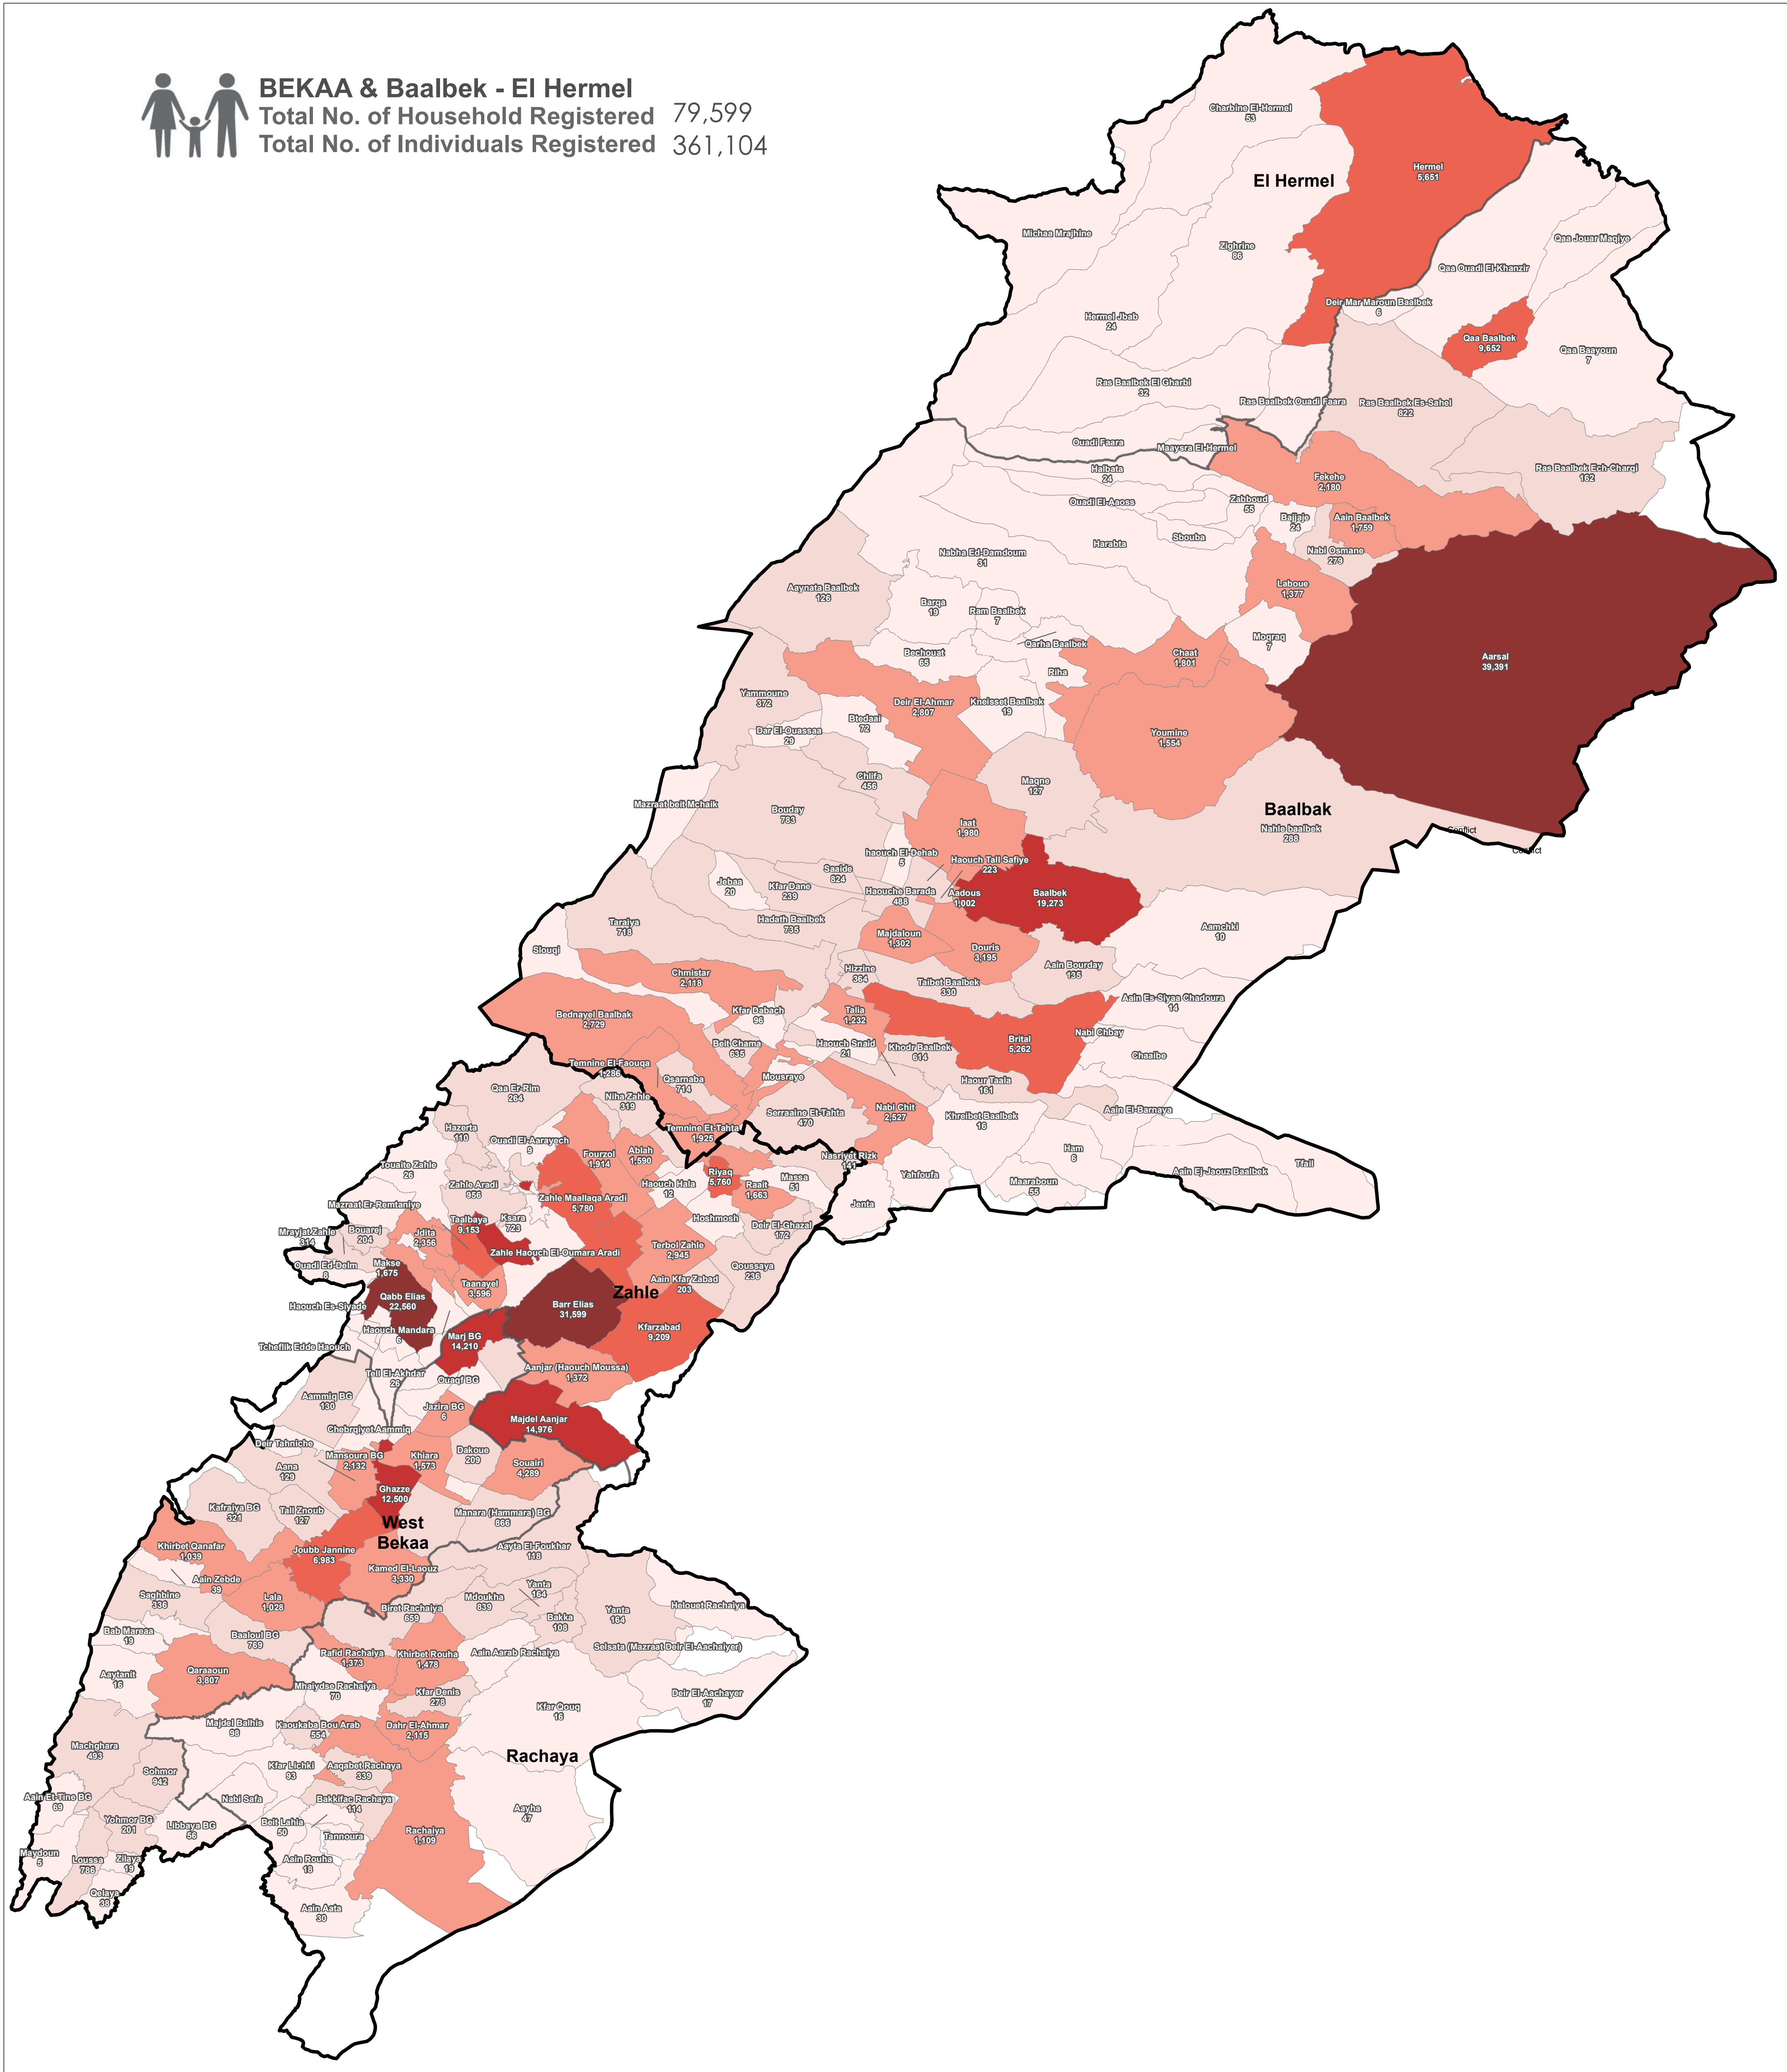 BEKAA & Baalbek - El Hermel
Total No. of Household Registered 79,599
Total No. of Individuals Registered 361,104
Charbine El-Hermel
53
Hermel
5,651
El Hermel
Michaa Mrajhine
Zighrine
86
Qaa Jouar Maqiye
Qaa Ouadi El-Khanzir
Deir Mar Maroun Baalbek
6
Hermel Jbab
24
Qaa Baalbek
9,652
Qaa Baayoun
7
Ras Baalbek El Gharbi
32
Ras Baalbek Ouadi Faara
Ras Baalbek Es-Sahel
822
Ouadi Faara
Maaysra El-Hermel
Halbata
24
Fekehe
2,180
Ras Baalbek Ech-Charqi
162
Ouadi El-Aaoss
Zabboud
55
Bajjaje
24
Aain Baalbek
1,759
Sbouba
Harabta
Nabi Osmane
279
Nabha Ed-Damdoum
31
Laboue
1,377
Aaynata Baalbek
126
Barqa
19
Ram Baalbek
7
Qarha Baalbek
Moqraq
7
Bechouat
65
Chaat
1,801
Aarsal
39,391
Riha
Yammoune
372
Deir El-Ahmar
2,807
Kneisset Baalbek
19
Btedaai
72
Dar El-Ouassaa
29
Youmine
1,554
Chlifa
456
Maqne
127
Mazraat beit Mchaik
Bouday
783
Baalbak
Iaat
1,980
Nahle baalbek
288
Conflict
Conflict
haouch El-Dehab
5
Haouch Tall Safiye
223
Saaide
824
Jebaa
20
Kfar Dane
239
Haouche Barada
488
Aadous
1,002
Baalbek
19,273
Hadath Baalbek
735
Taraiya
718
Majdaloun
1,302
Aamchki
10
Slouqi
Douris
3,195
Chmistar
2,118
Hizzine
364
Aain Bourday
135
Taibet Baalbek
330
Aain Es-Siyaa Chadoura
14
Bednayel Baalbak
2,729
Kfar Dabach
96
Talia
1,232
Brital
5,262
Nabi Chbay
Beit Chama
635
Haouch Snaid
21
Khodr Baalbek
614
Chaaibe
Temnine El-Faouqa
1,286
Qsarnaba
714
Mousraye
Haour Taala
161
Qaa Er-Rim
264
Niha Zahle
319
Serraaine Et-Tahta
470
Nabi Chit
2,527
Khreibet Baalbek
16
Aain El-Barnaya
Hazerta
110
Temnine Et-Tahta
1,925
Ouadi El-Aarayech
9
Fourzol
1,914
Ablah
1,590
Nasriyet Rizk
141
Ham
6
Touaite Zahle
26
Riyaq
5,760
Massa
51
Yahfoufa
Aain Ej-Jaouz Baalbek
Tfail
Zahle Aradi
956
Haouch Hala
12
Raait
1,663
Maaraboun
55
Zahle Maallaqa Aradi
5,780
Jenta
Mazraat Er-Remtaniye
Taalbaya
9,153
Ksara
723
Hoshmosh
Deir El-Ghazal
172
Mrayjat Zahle
314
Bouarej
204
Jdita
2,356
Zahle Haouch El-Oumara Aradi
Terbol Zahle
2,945
Ouadi Ed-Delm
8
Makse
1,675
Qoussaya
236
Taanayel
3,596
Aain Kfar Zabad
203
Qabb Elias
22,560
Zahle
Haouch Es-Siyade
Barr Elias
31,599
Haouch Mandara
6
Kfarzabad
9,209
Marj BG
14,210
Tcheflik Edde Haouch
Aanjar (Haouch Moussa)
1,372
Tell El-Akhdar
26
Ouaqf BG
Aammiq BG
130
Jazira BG
6
Majdel Aanjar
14,976
Chebrqiyet Aammiq
Deir Tahniche
Mansoura BG
2,132
Khiara
1,573
Dakoue
209
Souairi
4,289
Aana
129
Ghazze
12,500
Kafraiya BG
321
Tall Znoub
127
Manara (Hammara) BG
866
West
Bekaa
Khirbet Qanafar
1,039
Joubb Jannine
6,983
Aayta El-Foukhar
118
Kamed El-Laouz
3,330
Aain Zebde
39
Saghbine
336
Lala
1,028
Yanta
164
Mdoukha
839
Biret Rachaiya
659
Bakka
108
Yanta
164
Helouet Rachaiya
Bab Mareaa
19
Baaloul BG
769
Selsata (Mazraat Deir El-Aachaiyer)
Rafid Rachaiya
1,373
Khirbet Rouha
1,478
Aain Aarab Rachaiya
Aaytanit
16
Qaraaoun
3,807
Mhaiydse Rachaiya
70
Kfar Denis
278
Deir El-Aachayer
17
Kfar Qouq
16
Majdel Balhis
98
Kaoukaba Bou Arab
554
Dahr El-Ahmar
2,115
Machghara
493
Rachaya
Sohmor
942
Kfar Lichki
93
Aaqabet Rachaya
339
Aain Et-Tine BG
69
Nabi Safa
Bakkifac Rachaya
114
Aayha
47
Yohmor BG
201
Libbaya BG
56
Beit Lahia
50
Tannoura
Rachaiya
1,109
Maydoun
5
Loussa
786
Zilaya
19
Aain Rouha
18
Qelaya
38
Aain Aata
30